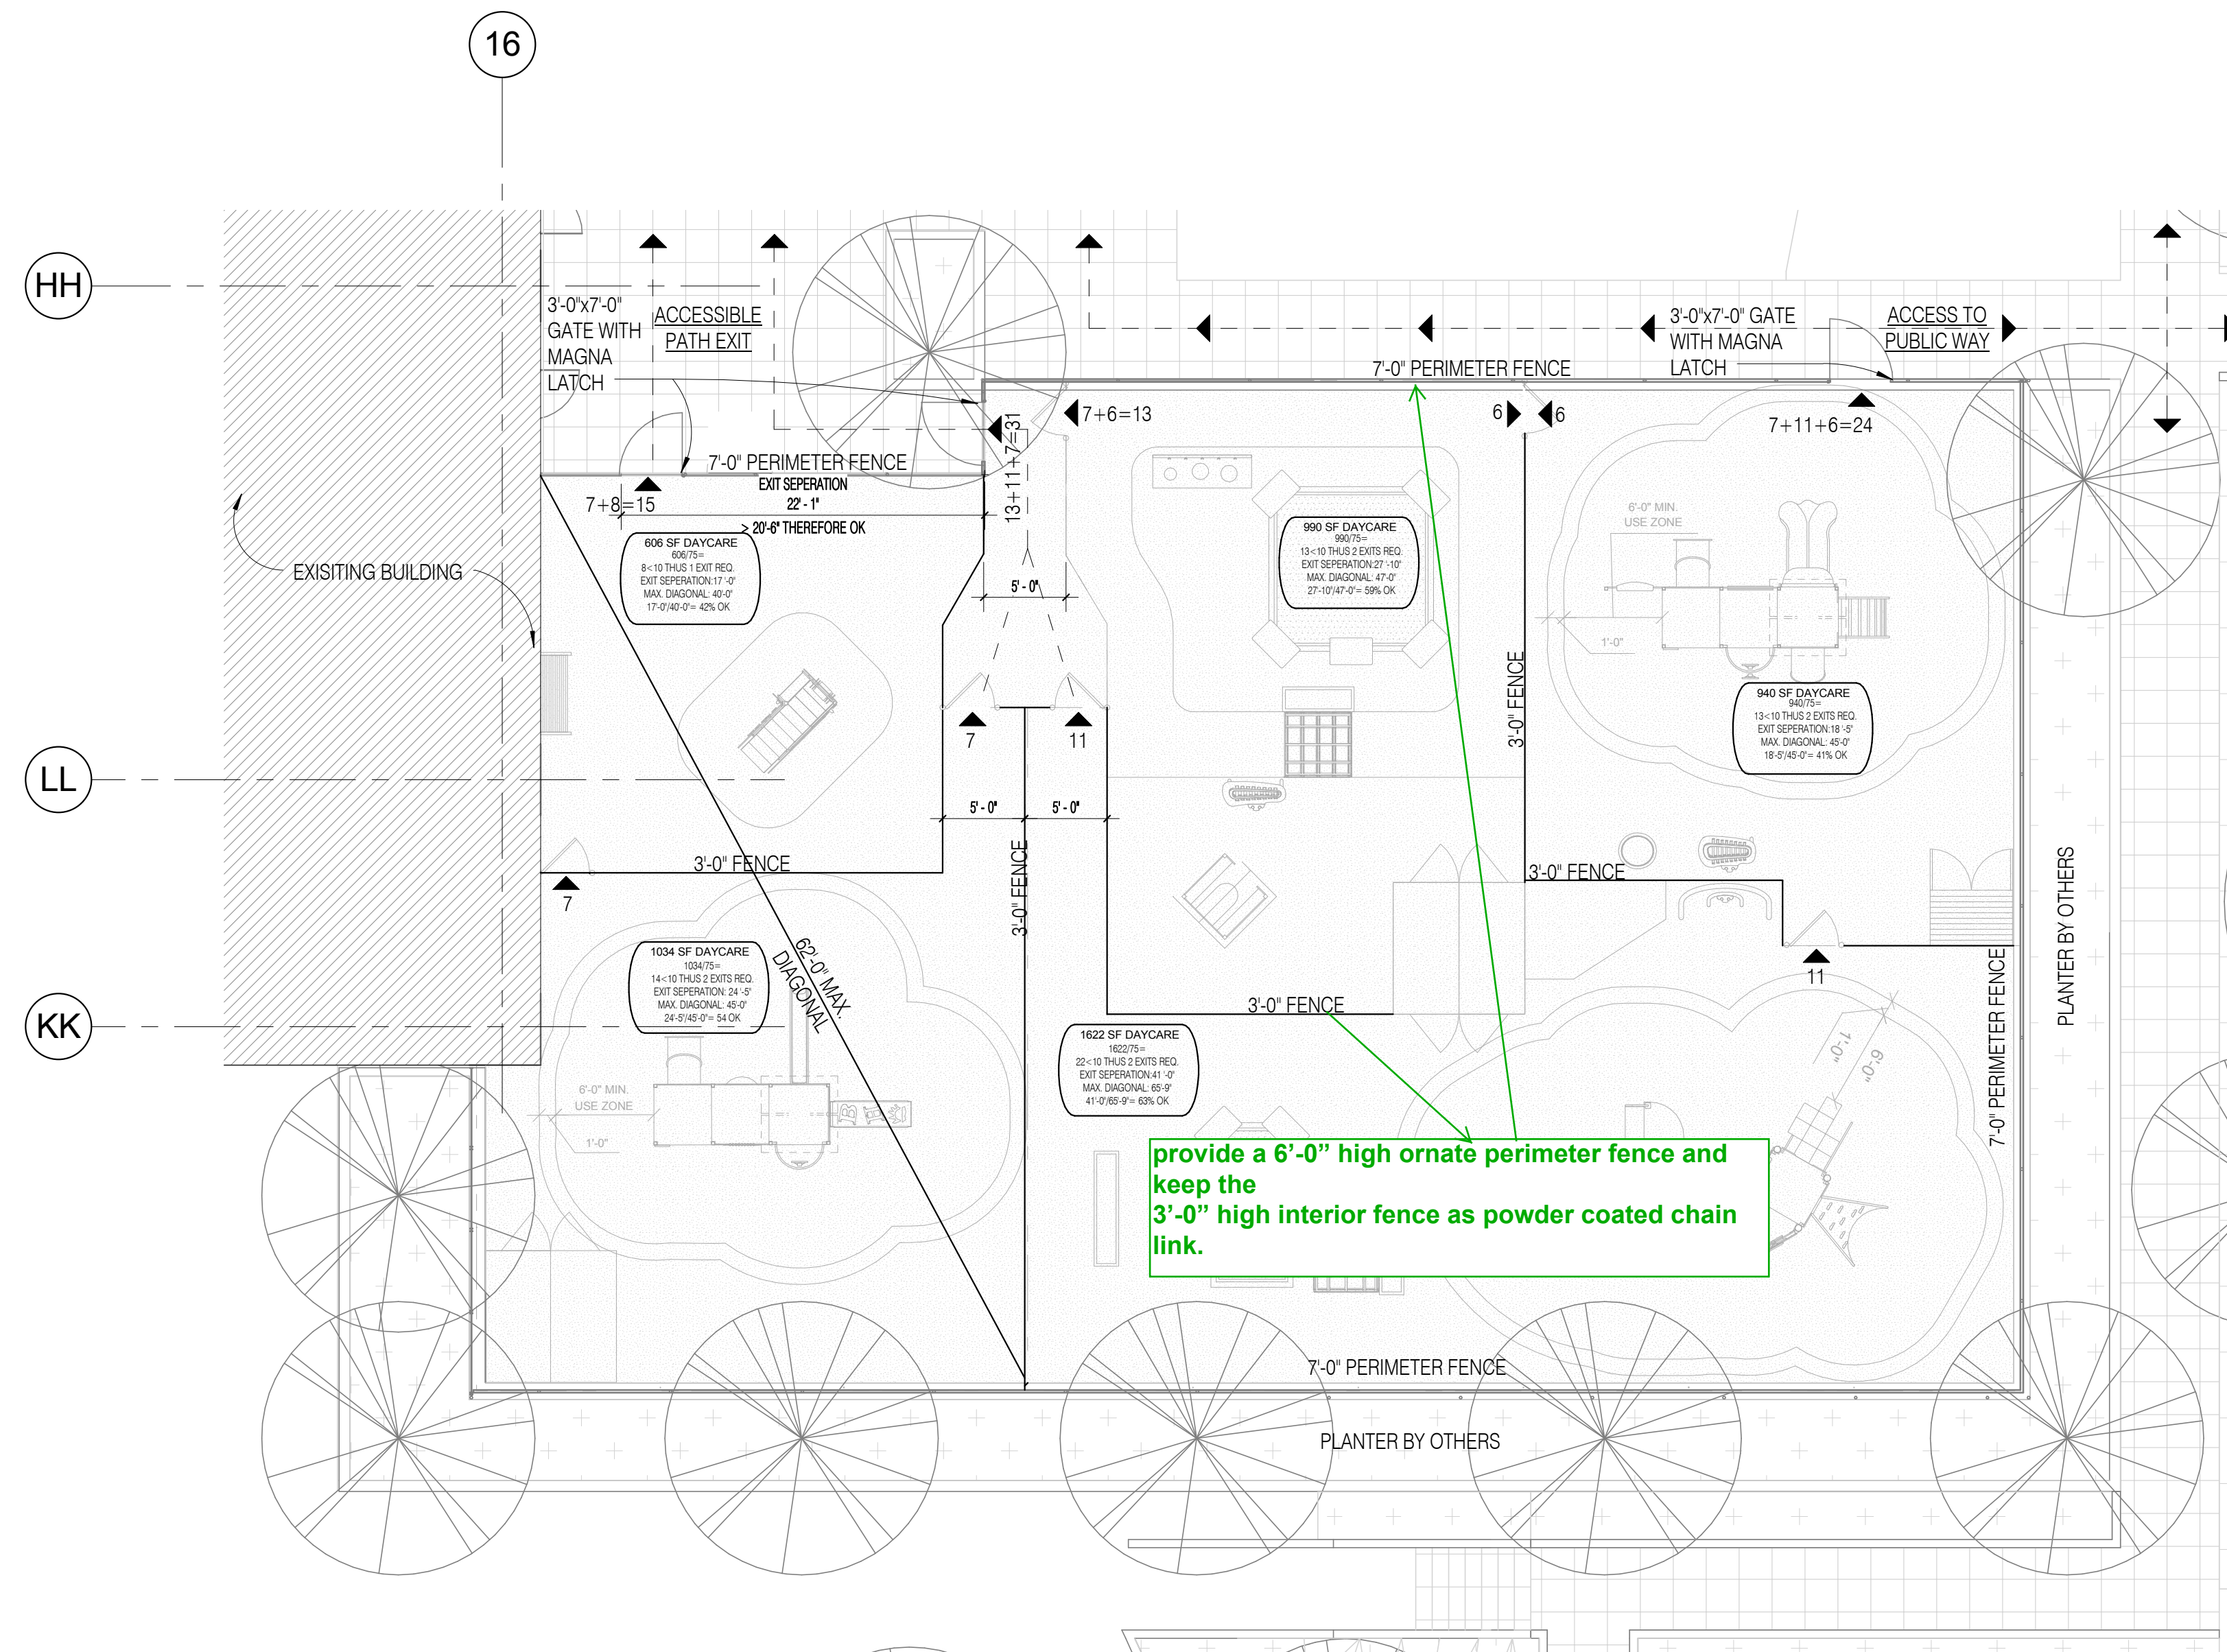 16
HH
3'-0"x7'-0"
GATE WITH
MAGNA
LATCH
ACCESSIBLE
PATH EXIT
3'-0"x7'-0" GATE
WITH MAGNA
LATCH
ACCESS TO
PUBLIC WAY
7'-0" PERIMETER FENCE
7+6=13
6
6
7+11+6=24
13+11+7=31
7'-0" PERIMETER FENCE
EXIT SEPERATION
22' - 1"
> 20'-6" THEREFORE OK
7+8=15
606 SF DAYCARE
606/75=
8<10 THUS 1 EXIT REQ.
EXIT SEPERATION:17 '-0"
MAX. DIAGONAL: 40'-0"
17'-0"/40'-0"= 42% OK
990 SF DAYCARE
990/75=
13<10 THUS 2 EXITS REQ.
EXIT SEPERATION:27 '-10"
MAX. DIAGONAL: 47'-0"
27'-10"/47'-0"= 59% OK
6'-0" MIN.
USE ZONE
1'-0"
EXISITING BUILDING
5' - 0"
3'-0" FENCE
940 SF DAYCARE
940/75=
13<10 THUS 2 EXITS REQ.
EXIT SEPERATION:18 '-5"
MAX. DIAGONAL: 45'-0"
18'-5"/45'-0"= 41% OK
7
11
LL
5' - 0"
5' - 0"
3'-0" FENCE
3'-0" FENCE
3'-0" FENCE
7
11
PLANTER BY OTHERS
1034 SF DAYCARE
1034/75=
14<10 THUS 2 EXITS REQ.
EXIT SEPERATION: 24 '-5"
MAX. DIAGONAL: 45'-0"
24'-5"/45'-0"= 54 OK
62'-0" MAX.
DIAGONAL
KK
3'-0" FENCE
1622 SF DAYCARE
1622/75=
22<10 THUS 2 EXITS REQ.
EXIT SEPERATION:41 '-0"
MAX. DIAGONAL: 65'-9"
41'-0"/65'-9"= 63% OK
1'-0"
6'-0"
7'-0" PERIMETER FENCE
6'-0" MIN.
USE ZONE
1'-0"
provide a 6’-0” high ornate perimeter fence and
keep the
3’-0” high interior fence as powder coated chain
link.
7'-0" PERIMETER FENCE
PLANTER BY OTHERS